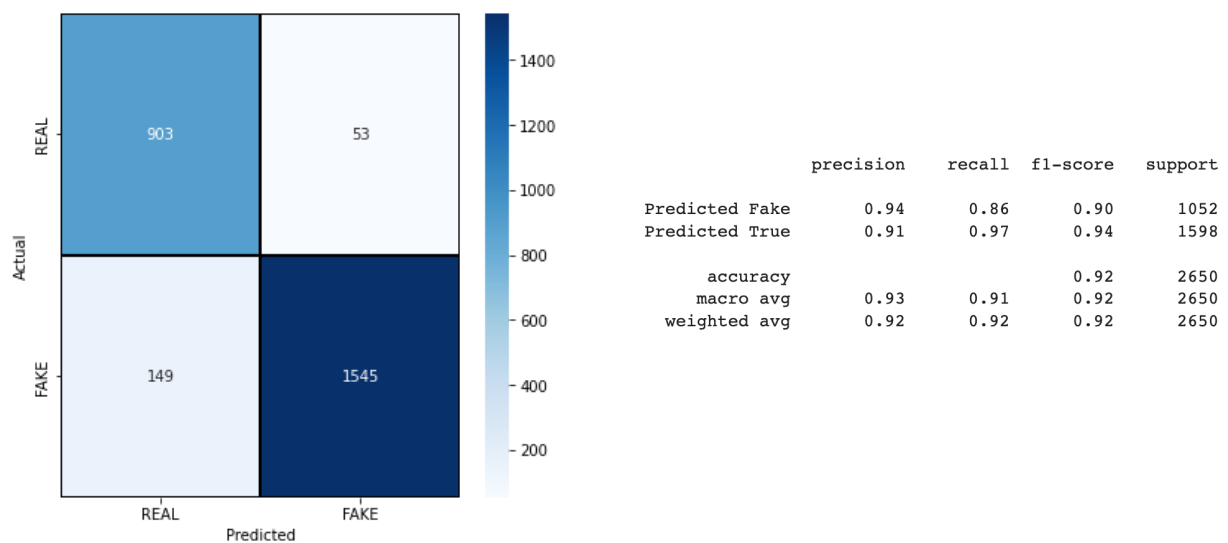 REAL
FAKE
Actual
903
53
149
1545
REAL
FAKE
Predicted
1400
1200
1000
800
600
400
200
precision recall f1-score support
Predicted Fake 0.94 0.86 0.90 1052
Predicted True 0.91 0.97 0.94 1598
accuracy 0.92 2650
macro avg 0.93 0.91 0.92 2650
weighted avg 0.92 0.92 0.92 2650